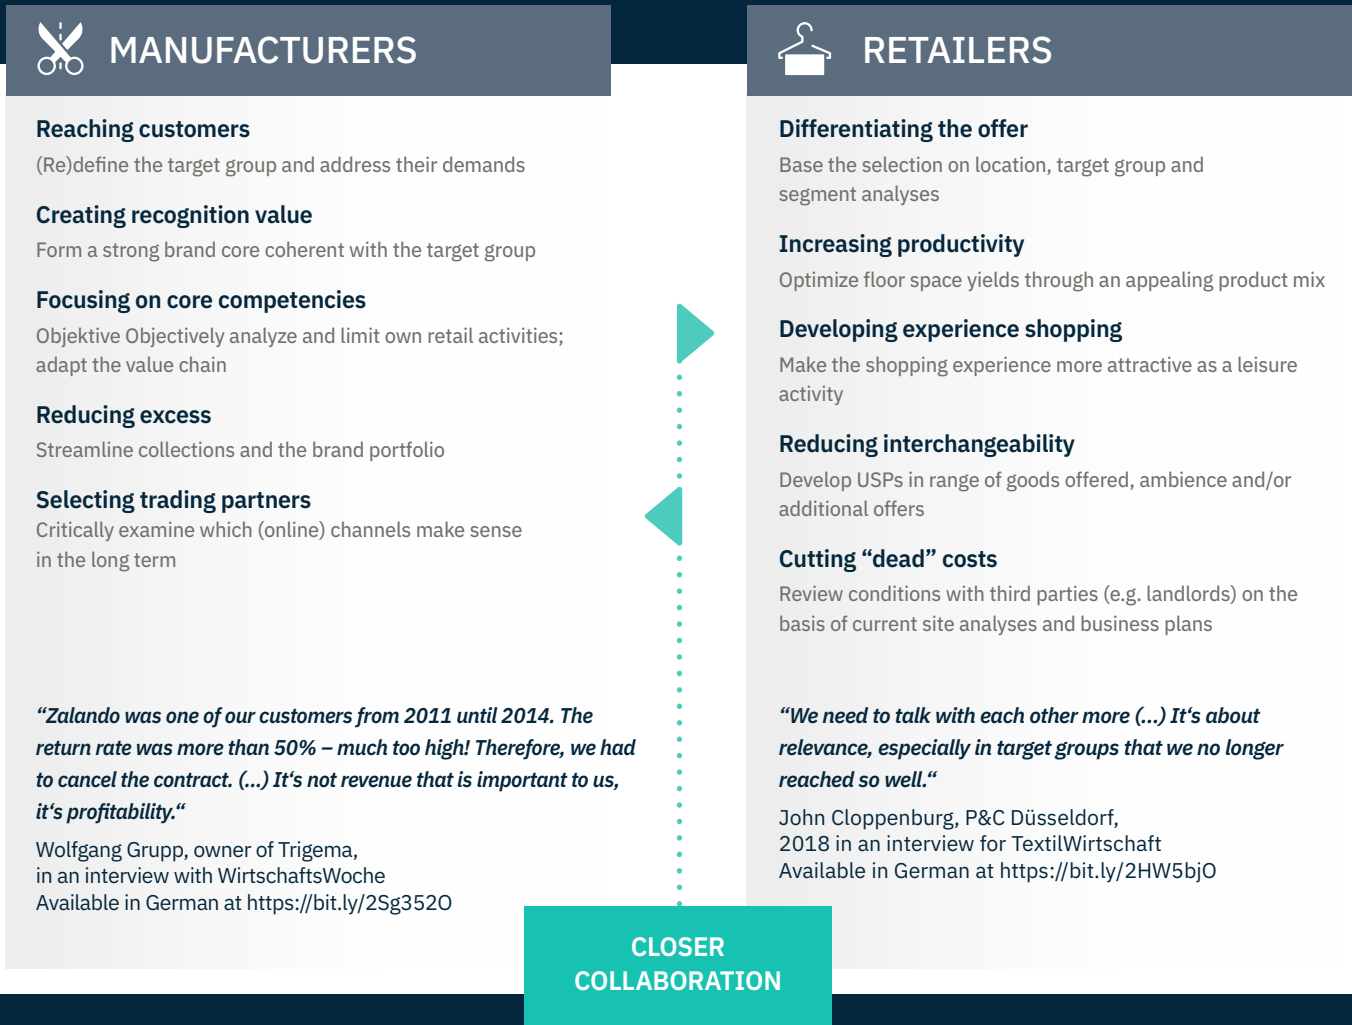 MANUFACTURERS
Reaching customers
(Re)define the target group and address their demands
Creating recognition value
Form a strong brand core coherent with the target group
Focusing on core competencies
Objektive Objectively analyze and limit own retail activities;
adapt the value chain
Reducing excess
Streamline collections and the brand portfolio
Selecting trading partners
Critically examine which (online) channels make sense
in the long term
“Zalando was one of our customers from 2011 until 2014. The
return rate was more than 50% – much too high! Therefore, we had
to cancel the contract. (...) It‘s not revenue that is important to us,
it‘s profitability.“
Wolfgang Grupp, owner of Trigema,
in an interview with WirtschaftsWoche
Available in German at https://bit.ly/2Sg352O
RETAILERS
Differentiating the offer
Base the selection on location, target group and
segment analyses
Increasing productivity
Optimize floor space yields through an appealing product mix
Developing experience shopping
Make the shopping experience more attractive as a leisure
activity
Reducing interchangeability
Develop USPs in range of goods offered, ambience and/or
additional offers
Cutting “dead” costs
Review conditions with third parties (e.g. landlords) on the
basis of current site analyses and business plans
“We need to talk with each other more (...) It‘s about
relevance, especially in target groups that we no longer
reached so well.“
John Cloppenburg, P&C Düsseldorf,
2018 in an interview for TextilWirtschaft
Available in German at https://bit.ly/2HW5bjO
CLOSER
COLLABORATION